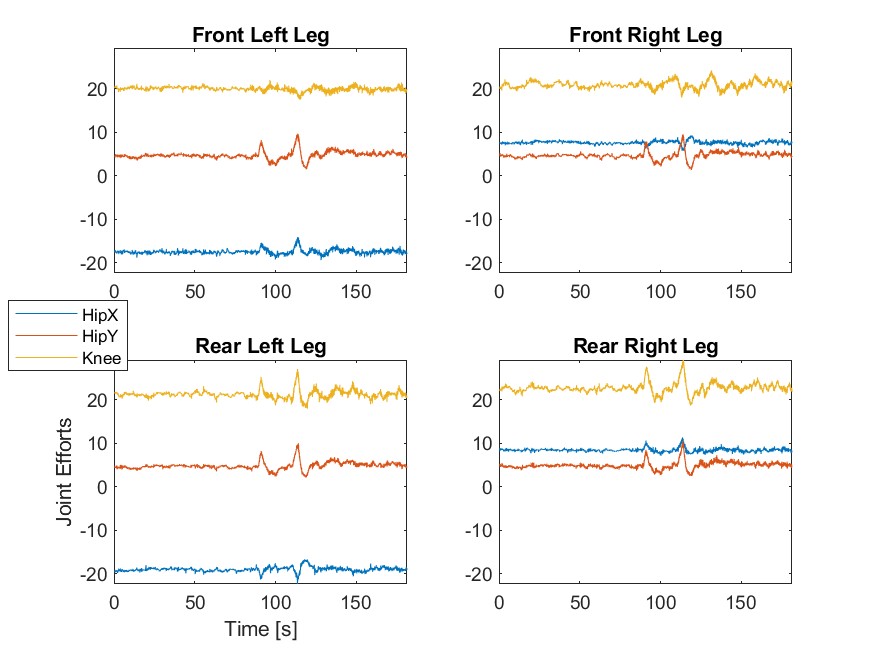 Front Left Leg
20
10
0
-10
-20
0 50 100 150
Front Right Leg
20
10
0
-10
-20
0 50 100 150
HipX
HipY
Knee
Rear Left Leg
Joint Efforts
20
10
0
-10
-20
0 50 100 150
Time [s]
Rear Right Leg
20
10
0
-10
-20
0 50 100 150